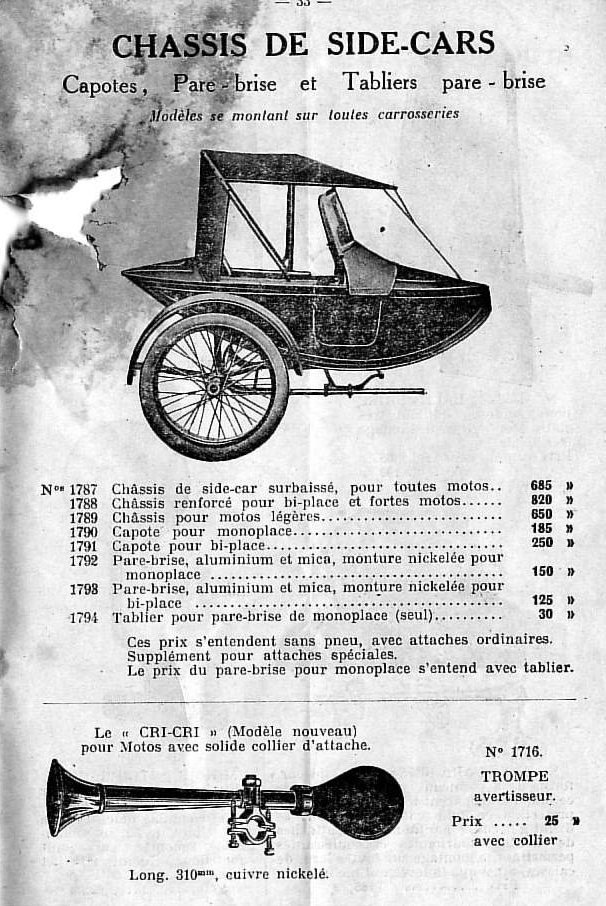 — 33 —
CHASSIS DE SIDE-CARS
Capotes, Pare-brise et Tabliers pare-brise
Modèles se montant sur toutes carrosseries
Nos 1787 Châssis de side-car surbaissé, pour toutes motos.. 685 »
1788 Châssis renforcé pour bi-place et fortes motos...... 820 »
1789 Châssis pour motos légères.......................... 650 »
1790 Capote pour monoplace.............................. 185 »
1791 Capote pour bi-place................................. 250 »
1792 Pare-brise, aluminium et mica, monture nickelée pour
monoplace ........................................ 150 »
1793 Pare-brise, aluminium et mica, monture nickelée pour
bi-place .......................................... 125 »
1794 Tablier pour pare-brise de monoplace (seul).......... 30 »
Ces prix s'entendent sans pneu, avec attaches ordinaires.
Supplément pour attaches spéciales.
Le prix du pare-brise pour monoplace s'entend avec tablier.
Le « CRI-CRI » (Modèle nouveau)
pour Motos avec solide collier d'attache.
Long. 310mm, cuivre nickelé.
No 1716.
TROMPE
avertisseur.
Prix ..... 25 »
avec collier